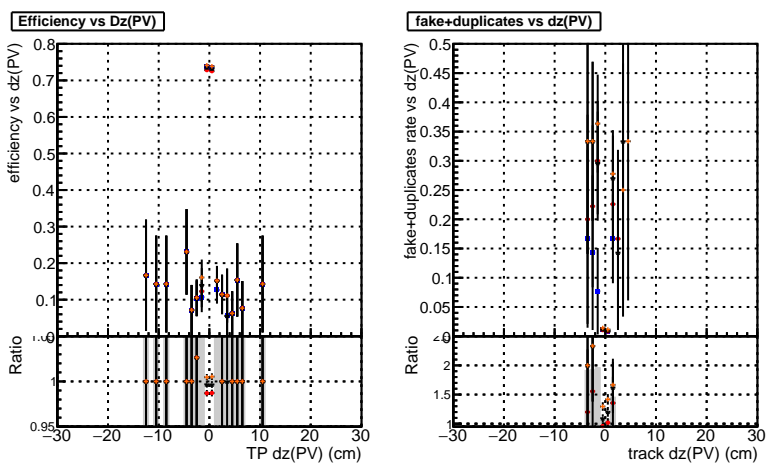 Efficiency vs Dz(PV)
efficiency vs dz(PV)
0.8
0.7
0.6
0.5
0.4
0.3
0.2
0.1
Ratio
1
0.95
−30 −20 −10 0 10 20 30
TP dz(PV) (cm)
fake+duplicates vs dz(PV)
fake+duplicates rate vs dz(PV)
0.5
0.45
0.4
0.35
0.3
0.25
0.2
0.15
0.1
0.05
Ratio
2
1.5
1
−30 −20 −10 0 10 20 30
track dz(PV) (cm)